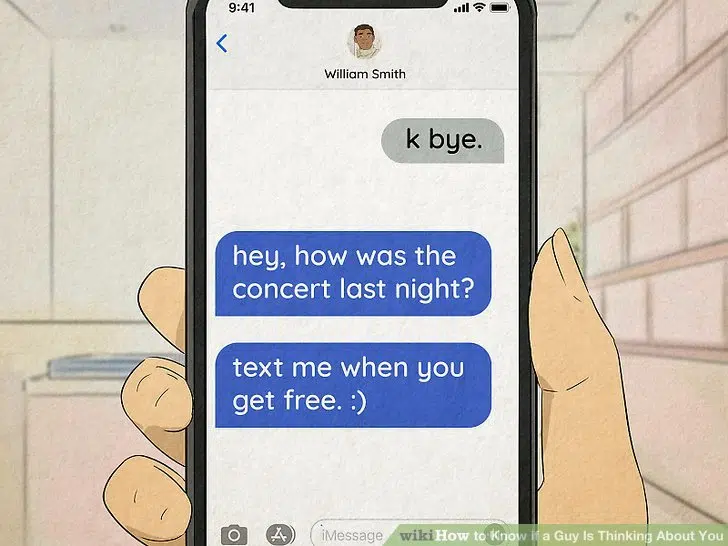 9:41
William Smith
k bye.
hey, how was the
concert last night?
text me when you
get free. :)
iMessage
wikiHow to Know if a Guy Is Thinking About You